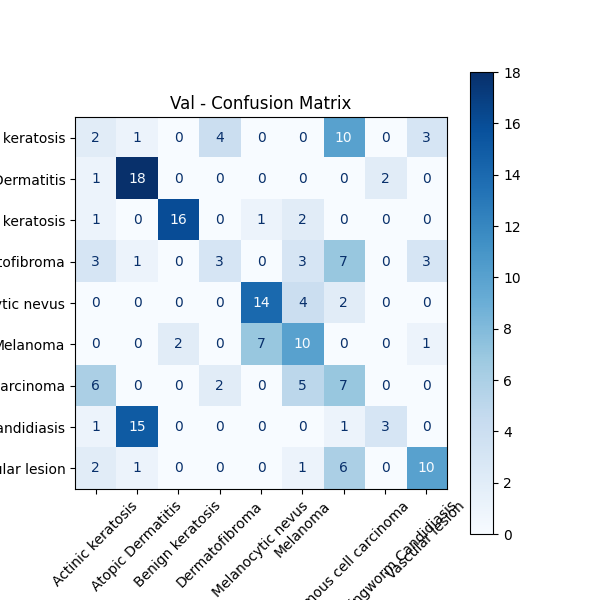 Val - Confusion Matrix
keratosis 2 1 0 4 0 0 10 0 3
Dermatitis 1 18 0 0 0 0 0 2 0
keratosis 1 0 16 0 1 2 0 0 0
tofibroma 3 1 0 3 0 3 7 0 3
ytic nevus 0 0 0 0 14 4 2 0 0
Melanoma 0 0 2 0 7 10 0 0 1
arcinoma 6 0 0 2 0 5 7 0 0
andidiasis 1 15 0 0 0 0 1 3 0
ular lesion 2 1 0 0 0 1 6 0 10
Actinic keratosis
Atopic Dermatitis
Benign keratosis
Dermatofibroma
Melanocytic nevus
Melanoma
mous cell carcinoma
ngworm Candidiasis
Vascular lesion
18
16
14
12
10
8
6
4
2
0